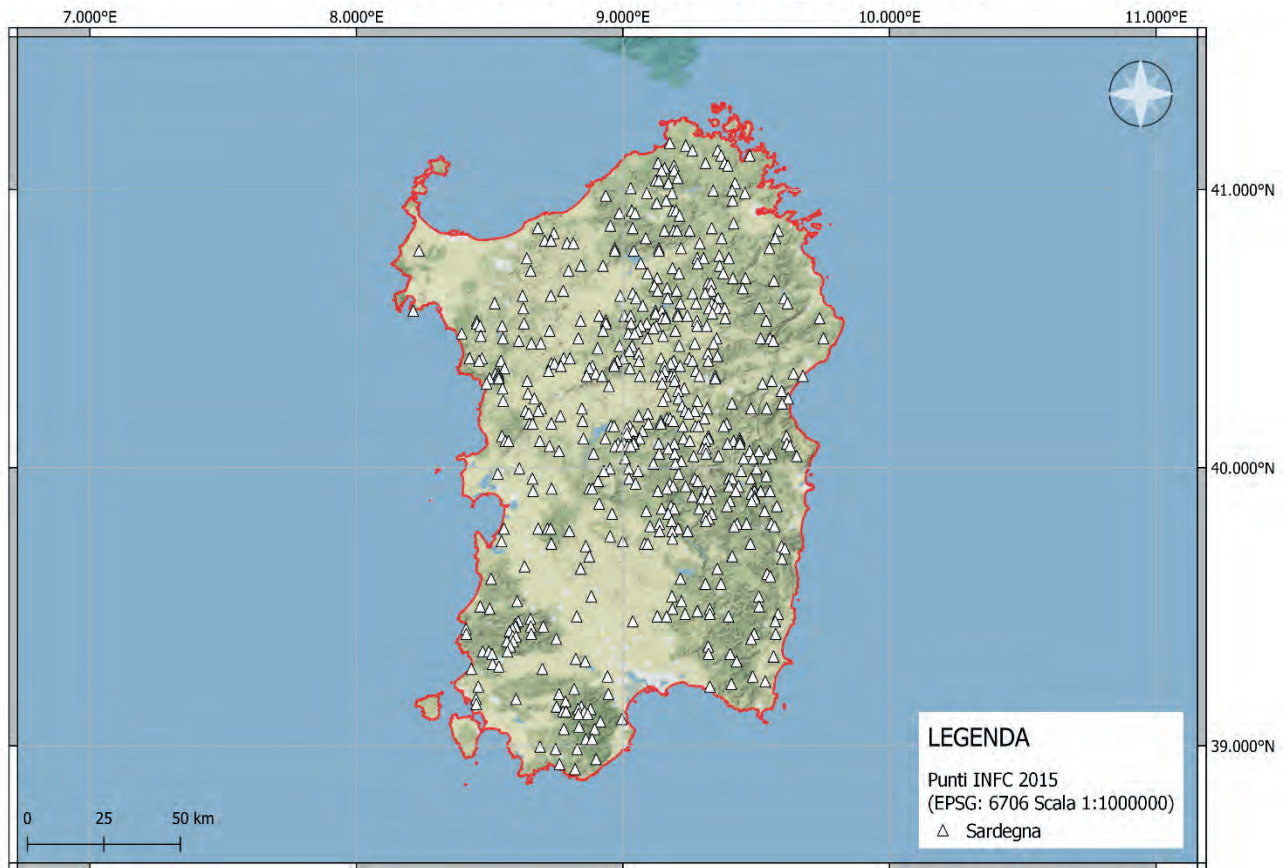 7.000°E 8.000°E 9.000°E 10.000°E 11.000°E
41.000°N
40.000°N
39.000°N
LEGENDA
Punti INFC 2015
(EPSG: 6706 Scala 1:1000000)
Sardegna
0 25 50 km